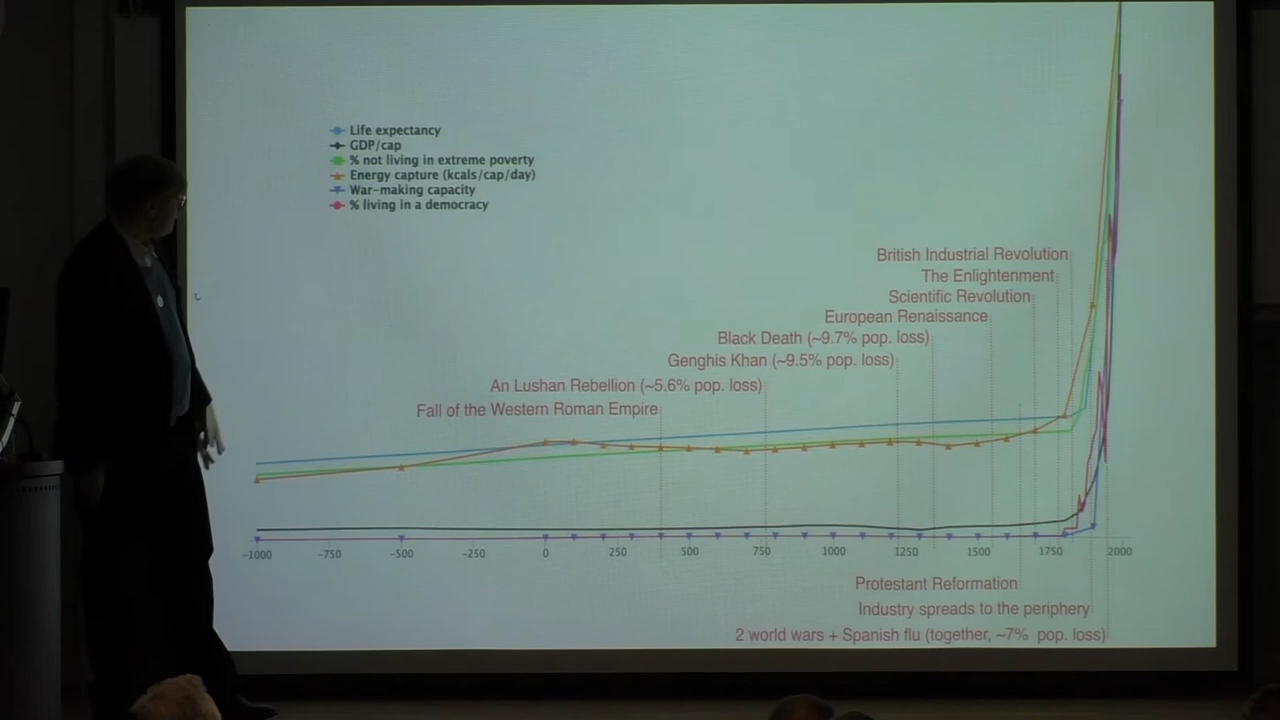 Life expectancy
GDP/cap
% not living in extreme poverty
Energy capture (kcals/cap/day)
War-making capacity
% living in a democracy
British Industrial Revolution
The Enlightenment
Scientific Revolution
European Renaissance
Black Death (~9.7% pop. loss)
Genghis Khan (~9.5% pop. loss)
An Lushan Rebellion (~5.6% pop. loss)
Fall of the Western Roman Empire
-1000 -750 -500 -250 0 250 500 750 1000 1250 1500 1750 2000
Protestant Reformation
Industry spreads to the periphery
2 world wars + Spanish flu (together, ~7% pop. loss)